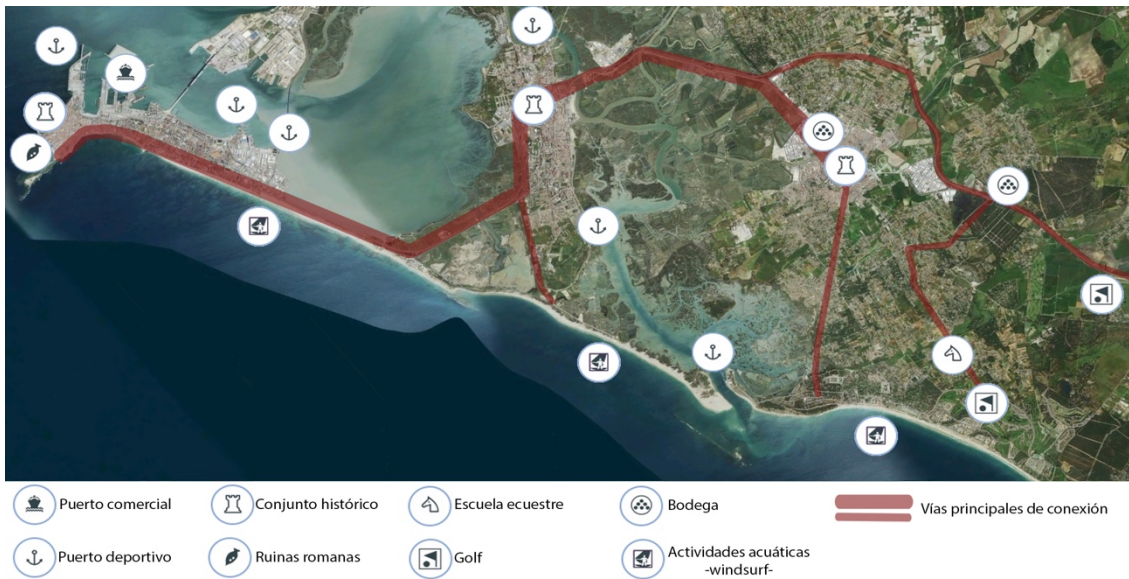 Puerto comercial
Conjunto histórico
Escuela ecuestre
Bodega
Vías principales de conexión
Puerto deportivo
Ruinas romanas
Golf
Actividades acuáticas
-windsurf-